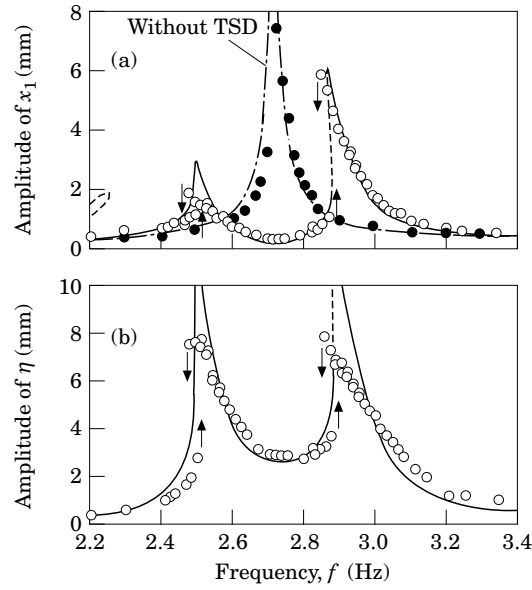 8
Without TSD
(a)
6
4
2
0
Amplitude of x₁ (mm)
10
(b)
8
6
4
2
0
Amplitude of η (mm)
2.2 2.4 2.6 2.8 3.0 3.2 3.4
Frequency, f (Hz)